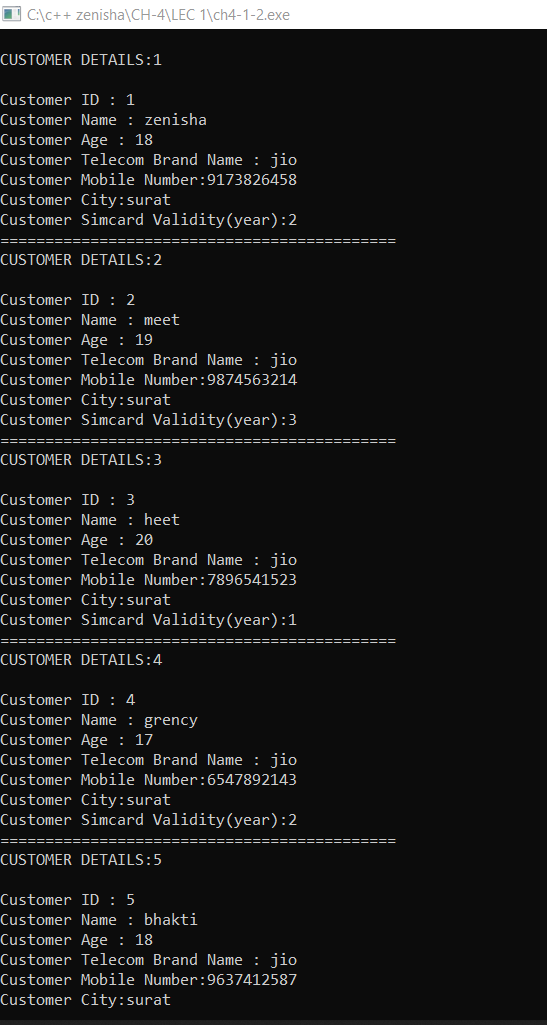 C:\c++ zenisha\CH-4\LEC 1\ch4-1-2.exe
CUSTOMER DETAILS:1
Customer ID : 1
Customer Name : zenisha
Customer Age : 18
Customer Telecom Brand Name : jio
Customer Mobile Number:9173826458
Customer City:surat
Customer Simcard Validity(year):2
============================================
CUSTOMER DETAILS:2
Customer ID : 2
Customer Name : meet
Customer Age : 19
Customer Telecom Brand Name : jio
Customer Mobile Number:9874563214
Customer City:surat
Customer Simcard Validity(year):3
============================================
CUSTOMER DETAILS:3
Customer ID : 3
Customer Name : heet
Customer Age : 20
Customer Telecom Brand Name : jio
Customer Mobile Number:7896541523
Customer City:surat
Customer Simcard Validity(year):1
============================================
CUSTOMER DETAILS:4
Customer ID : 4
Customer Name : grency
Customer Age : 17
Customer Telecom Brand Name : jio
Customer Mobile Number:6547892143
Customer City:surat
Customer Simcard Validity(year):2
============================================
CUSTOMER DETAILS:5
Customer ID : 5
Customer Name : bhakti
Customer Age : 18
Customer Telecom Brand Name : jio
Customer Mobile Number:9637412587
Customer City:surat